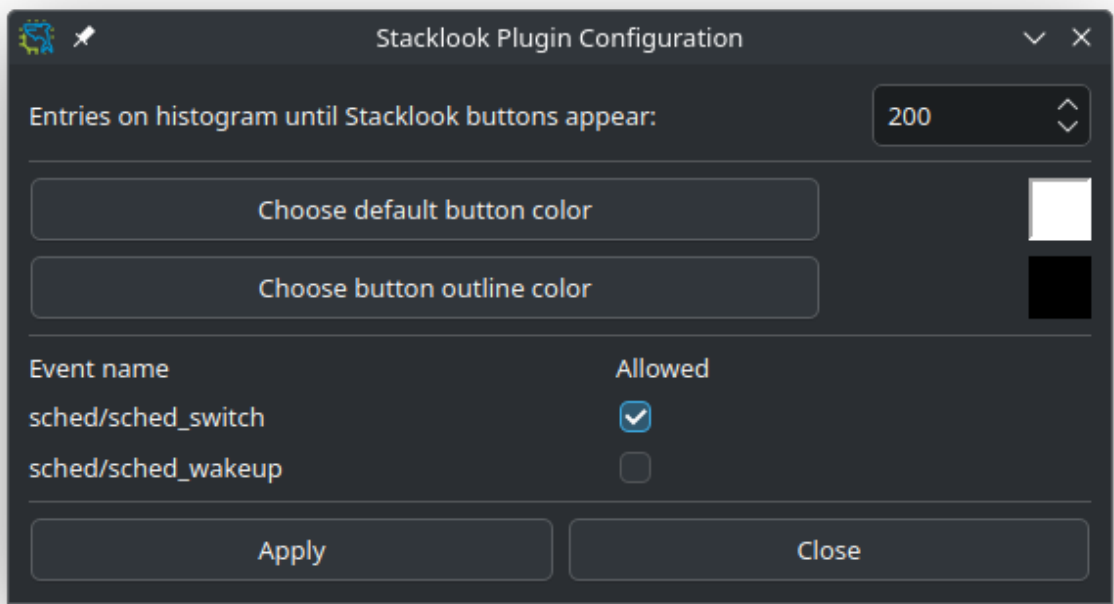 Stacklook Plugin Configuration
Entries on histogram until Stacklook buttons appear: 200
Choose default button color
Choose button outline color
Event name Allowed
sched/sched_switch
sched/sched_wakeup
Apply Close